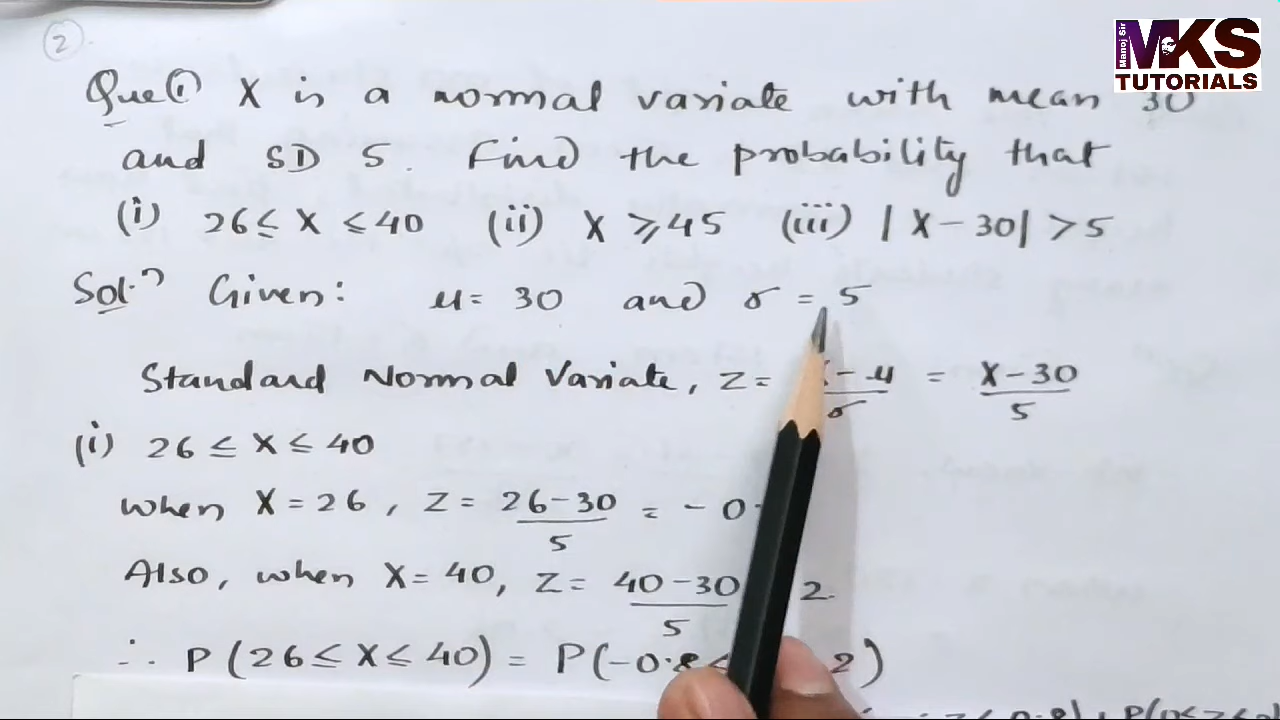 2
Manoj Sir
MKS
TUTORIALS
Que① X is a normal variate with mean 30
and SD 5. Find the probability that
(i) 26 ≤ X ≤ 40 (ii) X ≥ 45 (iii) | X - 30| > 5
Solⁿ Given: μ = 30 and σ = 5
Standard Normal Variate, Z = - μ / σ = X - 30 / 5
(i) 26 ≤ X ≤ 40
when X = 26, Z = 26 - 30 / 5 = - 0
Also, when X = 40, Z = 40 - 30 / 5 2
∴ P(26 ≤ X ≤ 40) = P(-0.8 ≤ 2)